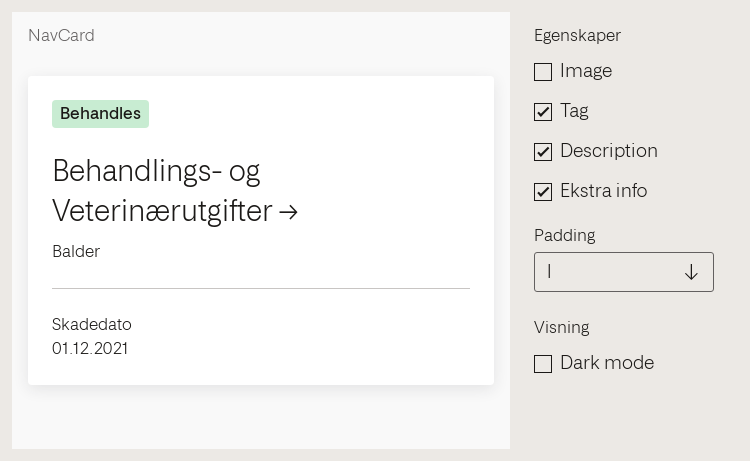 NavCard
Behandles
Behandlings- og
Veterinærutgifter →
Balder
Skadedato
01.12.2021
Egenskaper
Image
Tag
Description
Ekstra info
Padding
l
Visning
Dark mode